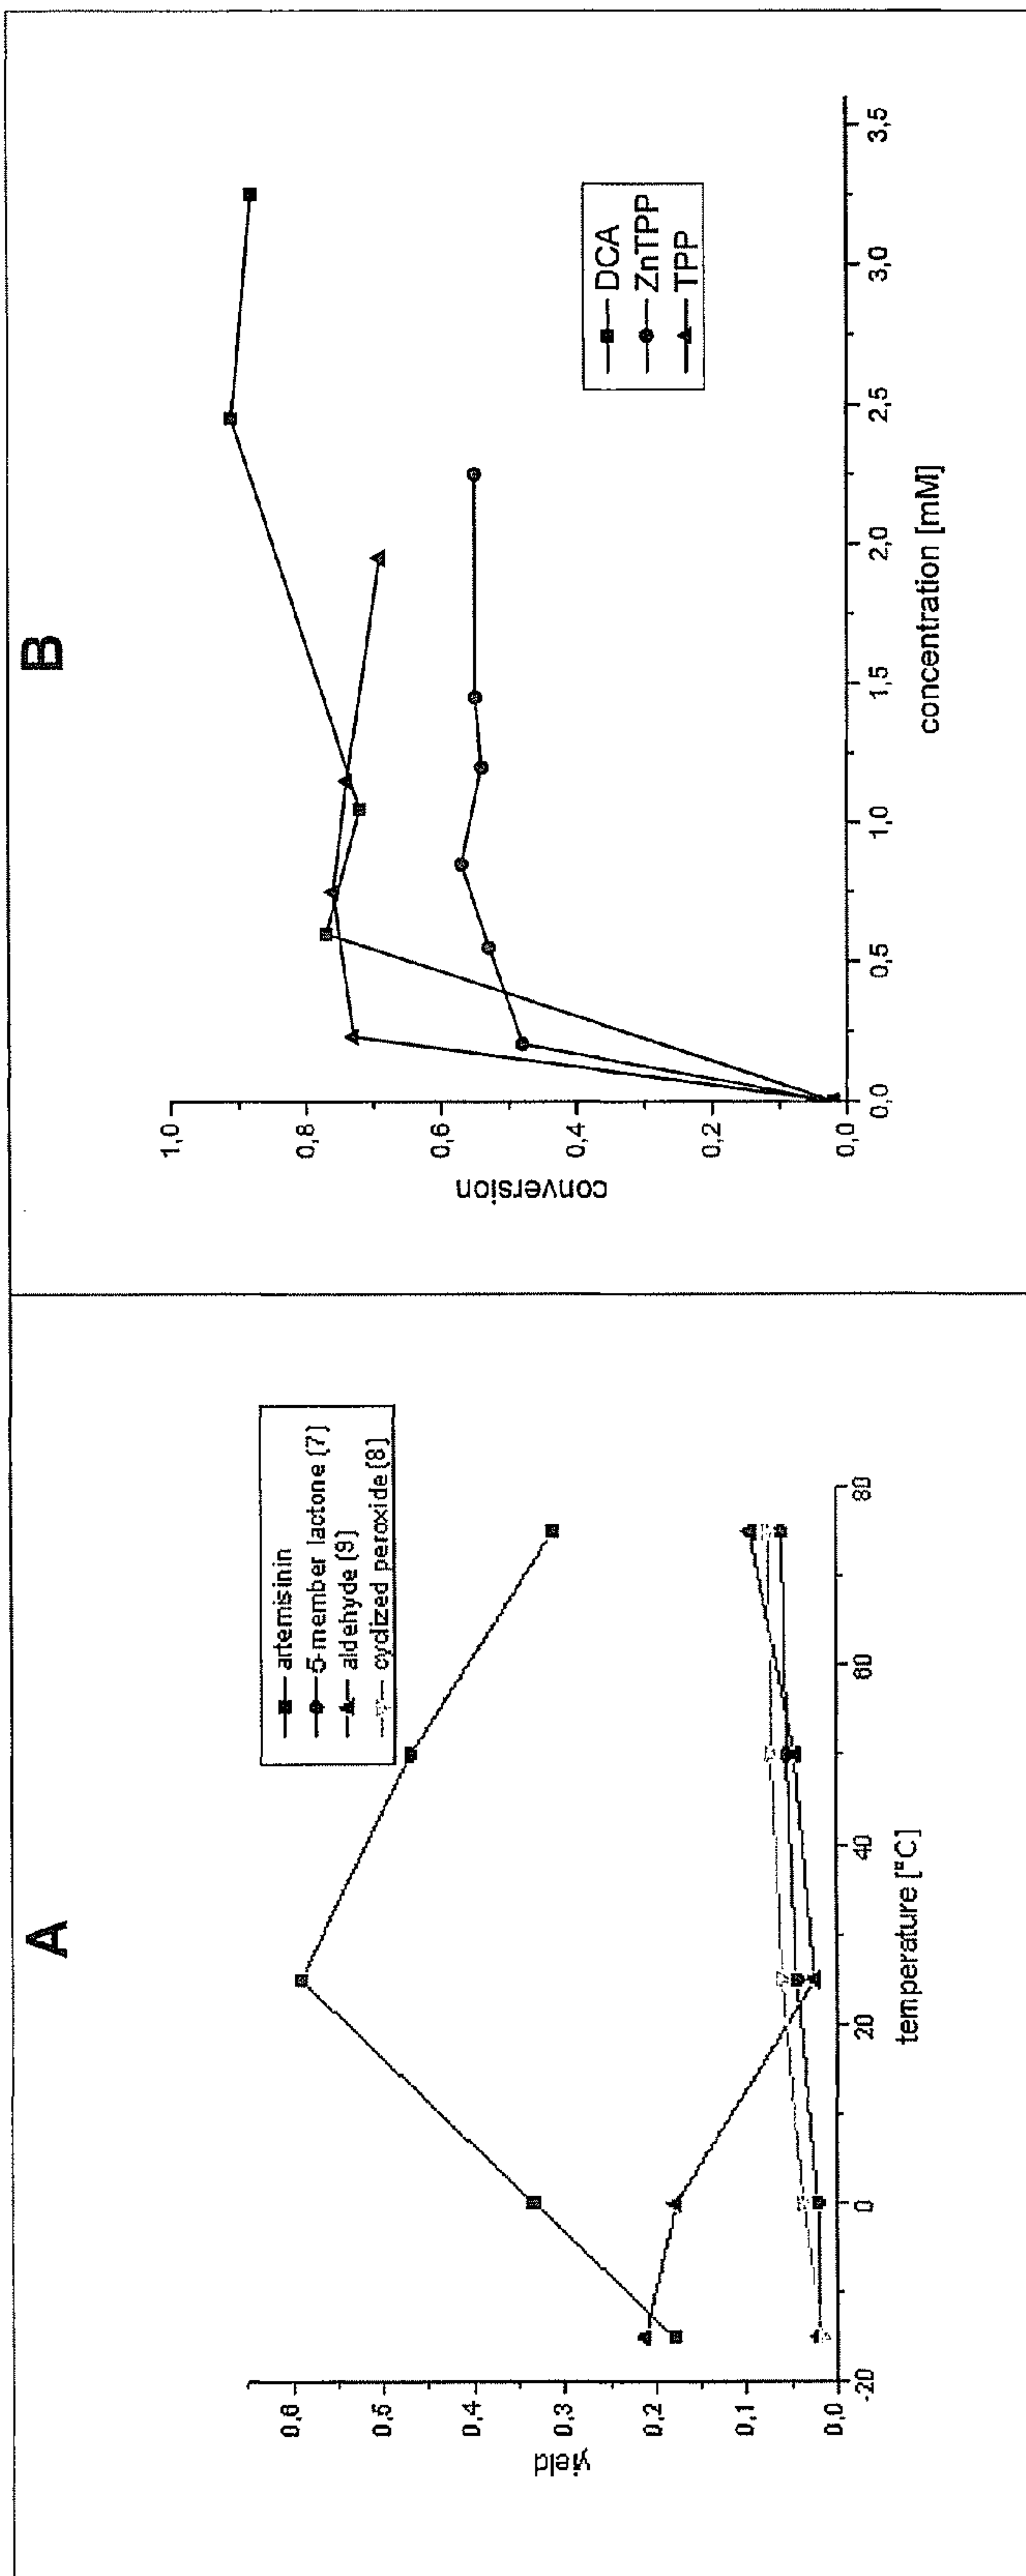 A
yield
0,6
0,5
0,4
0,3
0,2
0,1
0,0
-20
0
20
40
60
80
temperature [°C]
artemisinin
5-member lactone (7)
aldehyde (9)
cyclized peroxide (8)
B
conversion
1,0
0,8
0,6
0,4
0,2
0,0
0,0
0,5
1,0
1,5
2,0
2,5
3,0
3,5
concentration [mM]
DCA
ZnTPP
TPP